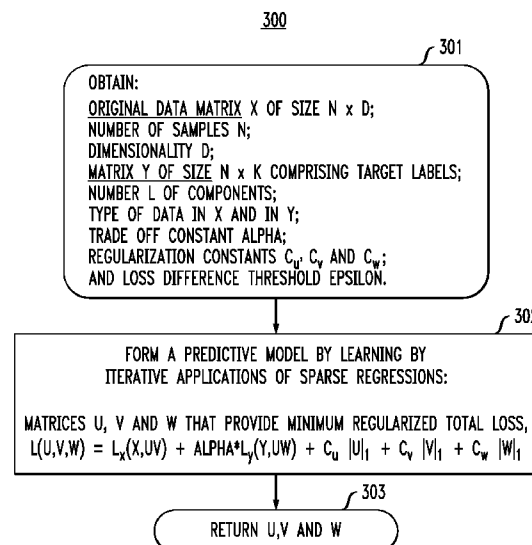 300
301
OBTAIN:
ORIGINAL DATA MATRIX X OF SIZE N x D;
NUMBER OF SAMPLES N;
DIMENSIONALITY D;
MATRIX Y OF SIZE N x K COMPRISING TARGET LABELS;
NUMBER L OF COMPONENTS;
TYPE OF DATA IN X AND IN Y;
TRADE OFF CONSTANT ALPHA;
REGULARIZATION CONSTANTS C_u, C_v AND C_w;
AND LOSS DIFFERENCE THRESHOLD EPSILON.
302
FORM A PREDICTIVE MODEL BY LEARNING BY
ITERATIVE APPLICATIONS OF SPARSE REGRESSIONS:
MATRICES U, V AND W THAT PROVIDE MINIMUM REGULARIZED TOTAL LOSS,
L(U,V,W) = L_x(X,UV) + ALPHA*L_y(Y,UW) + C_u |U|_1 + C_v |V|_1 + C_w |W|_1
303
RETURN U,V AND W